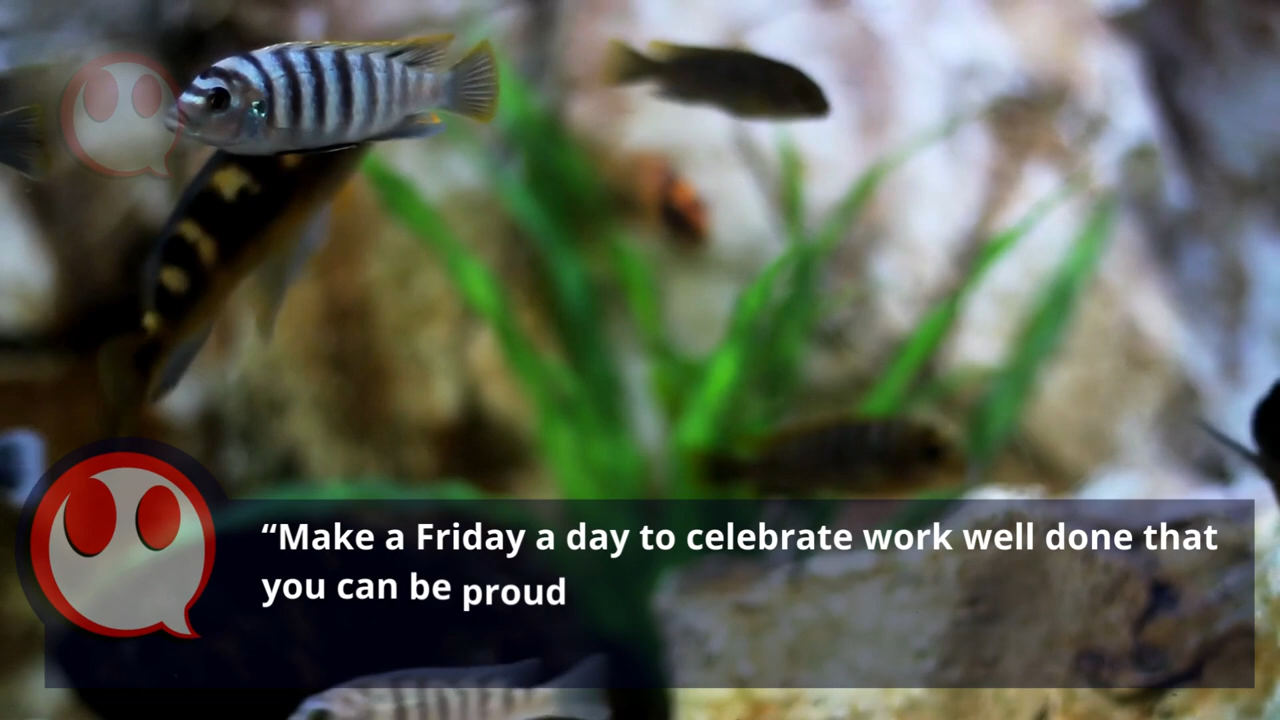 “Make a Friday a day to celebrate work well done that
you can be proud